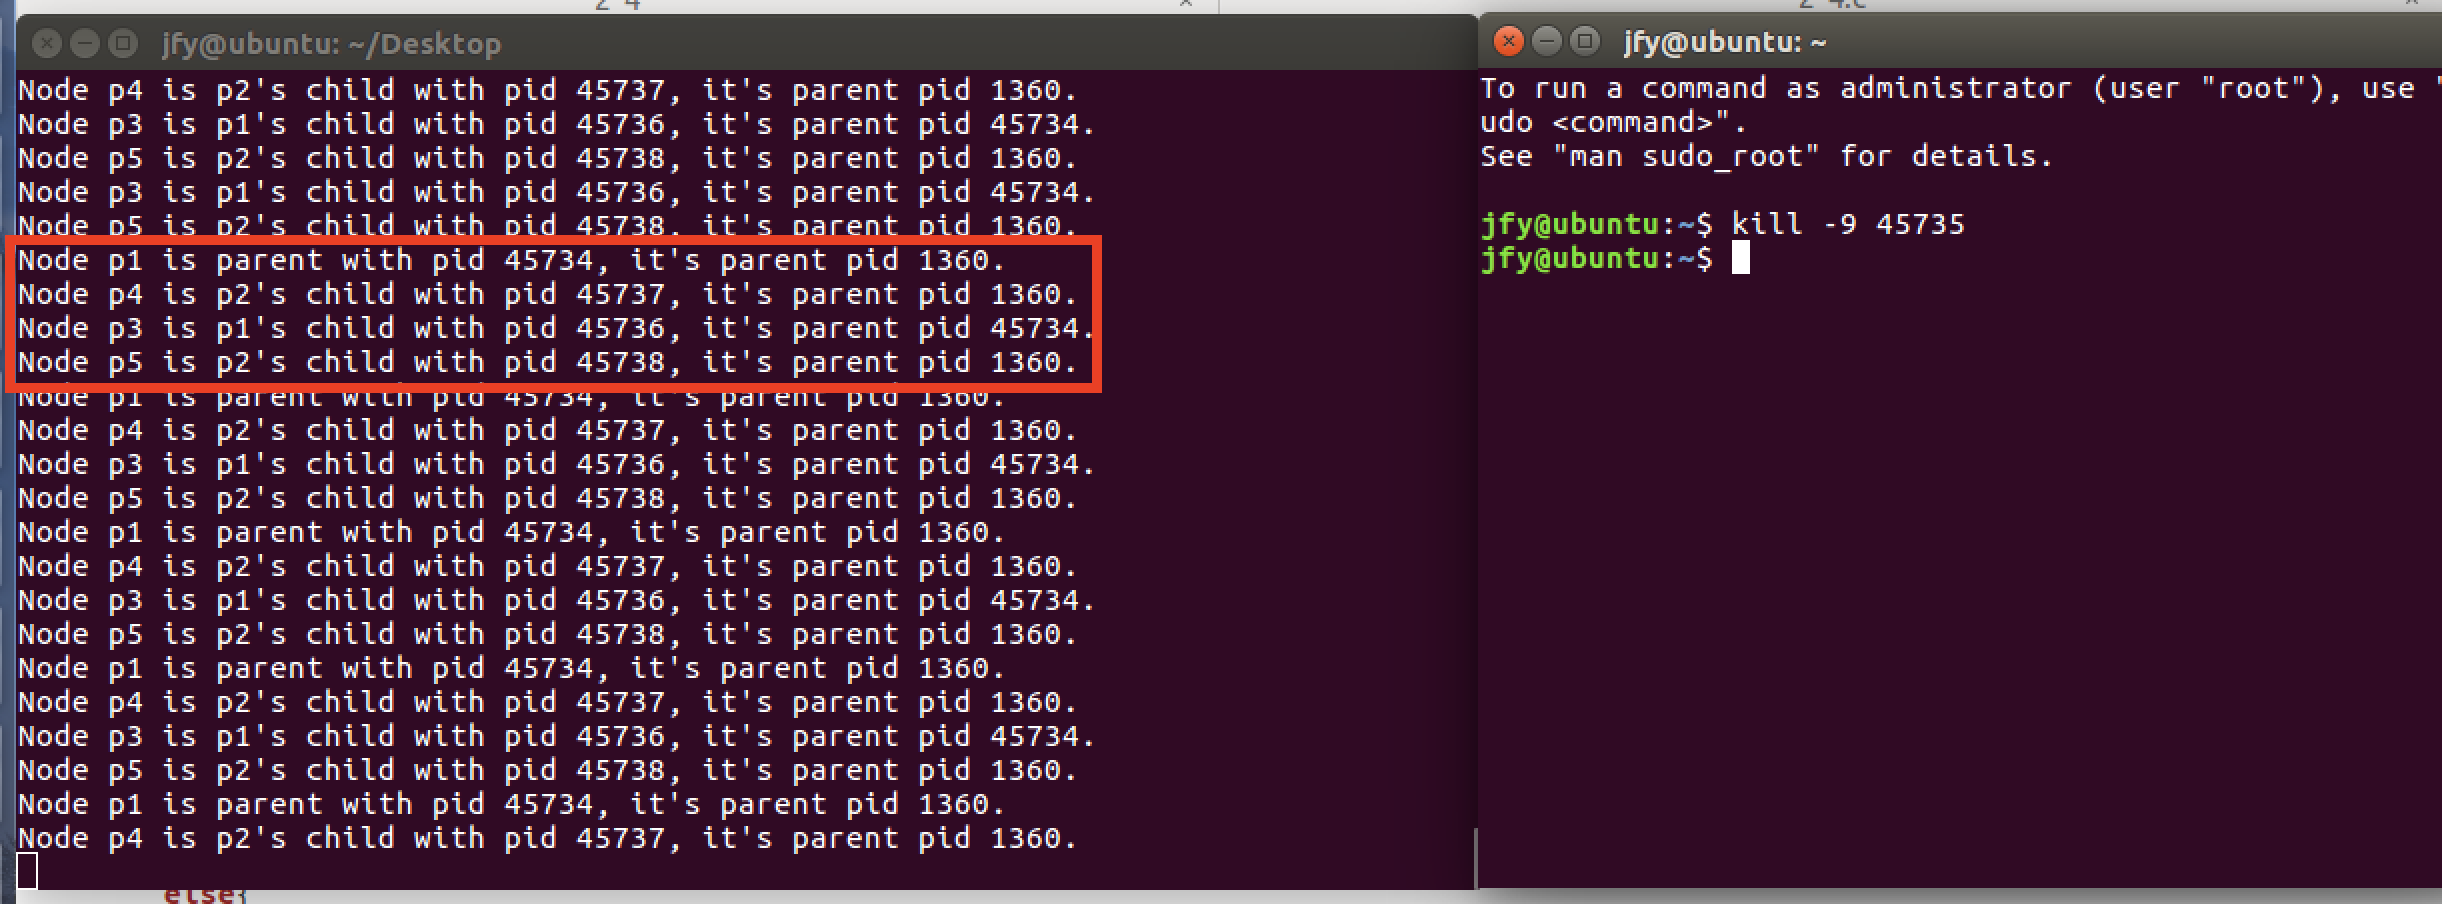 2 4
2 4.c
jfy@ubuntu: ~/Desktop
Node p4 is p2's child with pid 45737, it's parent pid 1360.
Node p3 is p1's child with pid 45736, it's parent pid 45734.
Node p5 is p2's child with pid 45738, it's parent pid 1360.
Node p3 is p1's child with pid 45736, it's parent pid 45734.
Node p5 is p2's child with pid 45738, it's parent pid 1360.
Node p1 is parent with pid 45734, it's parent pid 1360.
Node p4 is p2's child with pid 45737, it's parent pid 1360.
Node p3 is p1's child with pid 45736, it's parent pid 45734.
Node p5 is p2's child with pid 45738, it's parent pid 1360.
Node p1 is parent with pid 45734, it's parent pid 1360.
Node p4 is p2's child with pid 45737, it's parent pid 1360.
Node p3 is p1's child with pid 45736, it's parent pid 45734.
Node p5 is p2's child with pid 45738, it's parent pid 1360.
Node p1 is parent with pid 45734, it's parent pid 1360.
Node p4 is p2's child with pid 45737, it's parent pid 1360.
Node p3 is p1's child with pid 45736, it's parent pid 45734.
Node p5 is p2's child with pid 45738, it's parent pid 1360.
Node p1 is parent with pid 45734, it's parent pid 1360.
Node p4 is p2's child with pid 45737, it's parent pid 1360.
Node p3 is p1's child with pid 45736, it's parent pid 45734.
Node p5 is p2's child with pid 45738, it's parent pid 1360.
Node p1 is parent with pid 45734, it's parent pid 1360.
Node p4 is p2's child with pid 45737, it's parent pid 1360.
else{
jfy@ubuntu: ~
To run a command as administrator (user "root"), use "
udo <command>".
See "man sudo_root" for details.
jfy@ubuntu:~$ kill -9 45735
jfy@ubuntu:~$